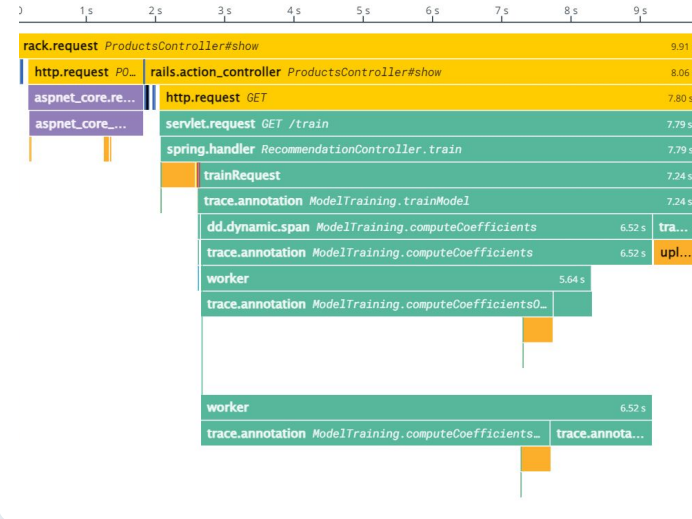 0 1 s 2 s 3 s 4 s 5 s 6 s 7 s 8 s 9 s
rack.request ProductsController#show 9.91
http.request PO… rails.action_controller ProductsController#show 8.06
aspnet_core.re… http.request GET 7.80 s
aspnet_core_… servlet.request GET /train 7.79 s
spring.handler RecommendationController.train 7.79 s
trainRequest 7.24 s
trace.annotation ModelTraining.trainModel 7.24 s
dd.dynamic.span ModelTraining.computeCoefficients 6.52 s tra…
trace.annotation ModelTraining.computeCoefficients 6.52 s upl…
worker 5.64 s
trace.annotation ModelTraining.computeCoefficientsO…
worker 6.52 s
trace.annotation ModelTraining.computeCoefficients… trace.annota…